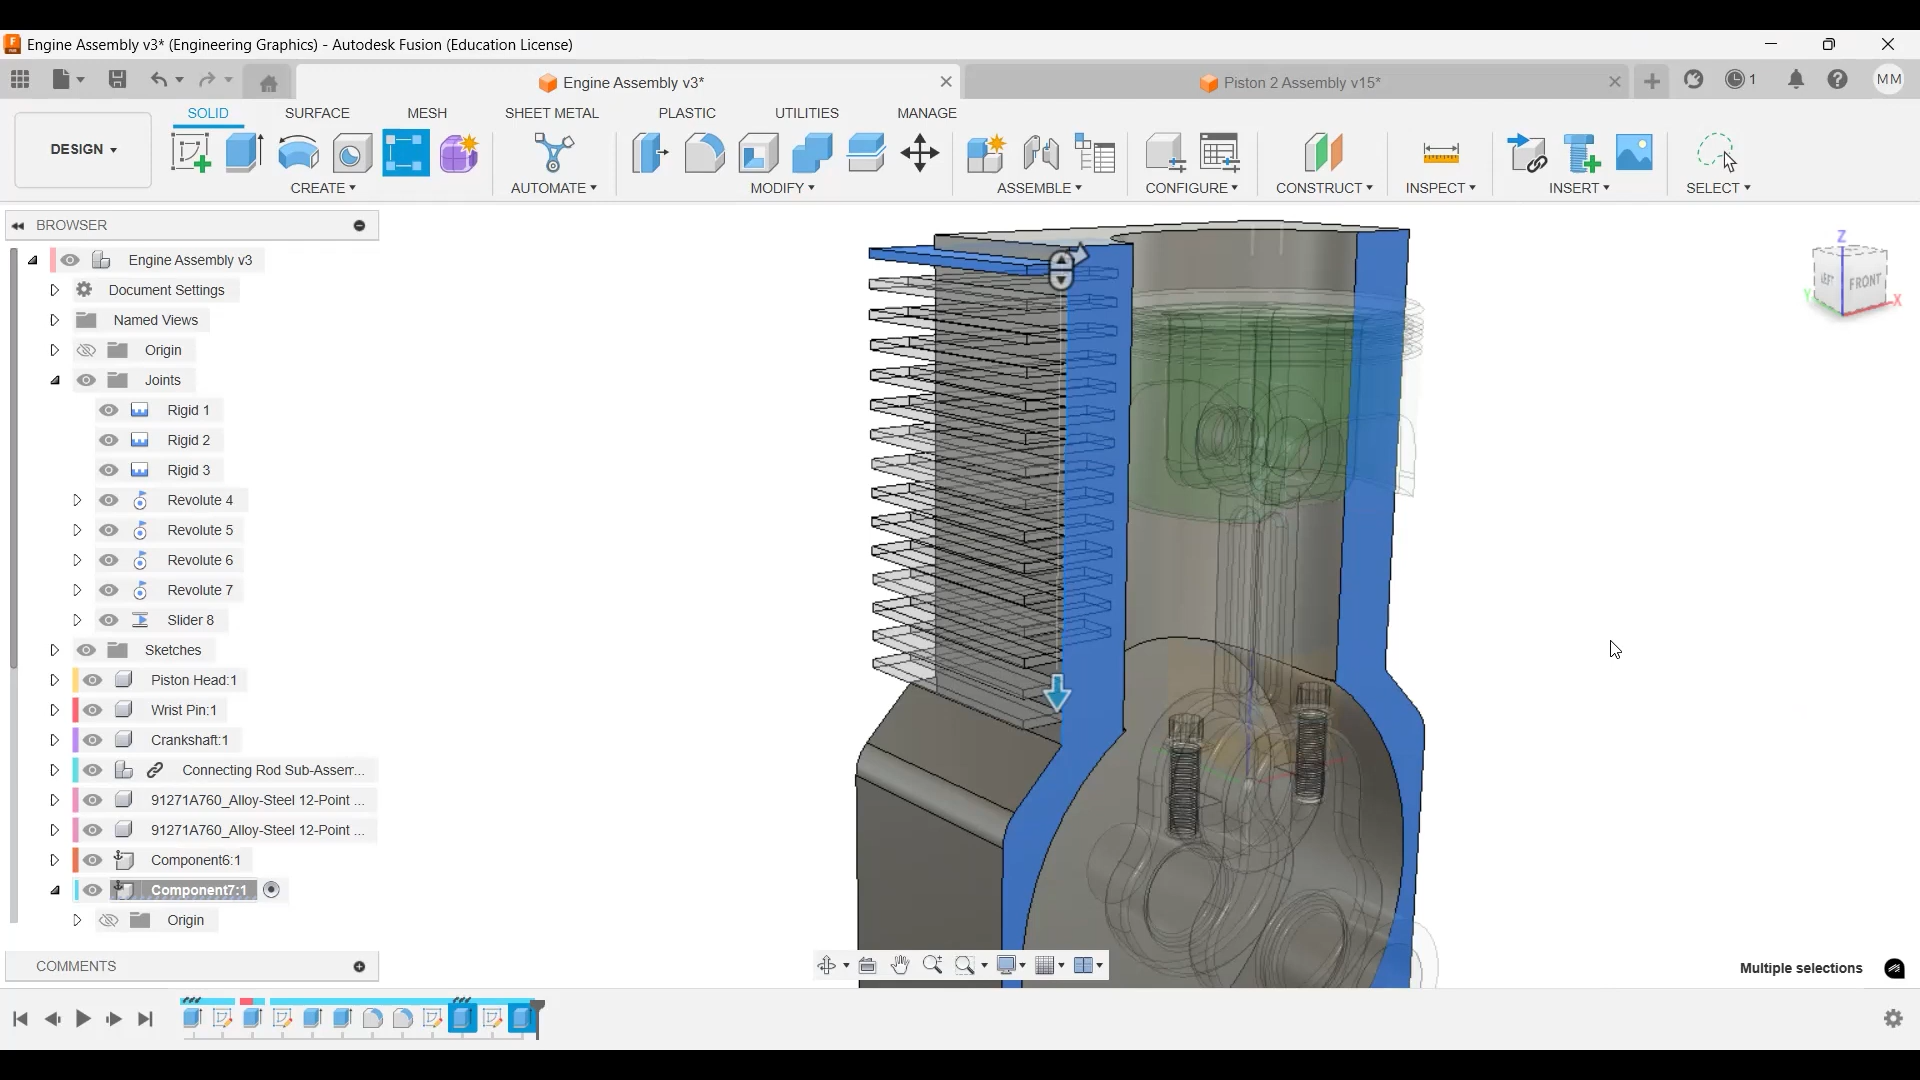 Engine Assembly v3* (Engineering Graphics) - Autodesk Fusion (Education License)
Engine Assembly v3*
Piston 2 Assembly v15*
1
MM
SOLID
SURFACE
MESH
SHEET METAL
PLASTIC
UTILITIES
MANAGE
DESIGN
CREATE
AUTOMATE
MODIFY
ASSEMBLE
CONFIGURE
CONSTRUCT
INSPECT
INSERT
SELECT
BROWSER
Engine Assembly v3
Document Settings
Named Views
Origin
Joints
Rigid 1
Rigid 2
Rigid 3
Revolute 4
Revolute 5
Revolute 6
Revolute 7
Slider 8
Sketches
Piston Head:1
Wrist Pin:1
Crankshaft:1
Connecting Rod Sub-Assem...
91271A760_Alloy-Steel 12-Point ...
91271A760_Alloy-Steel 12-Point ...
Component6:1
Component7:1
Origin
COMMENTS
Z
LEFT
FRONT
Y
X
Multiple selections